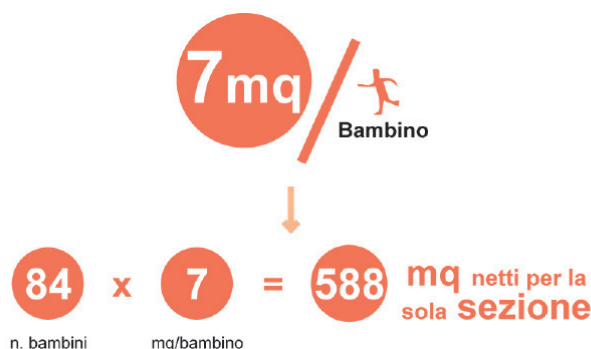 7mq/
Bambino
84 x 7 = 588 mq netti per la
sola sezione
n. bambini mq/bambino